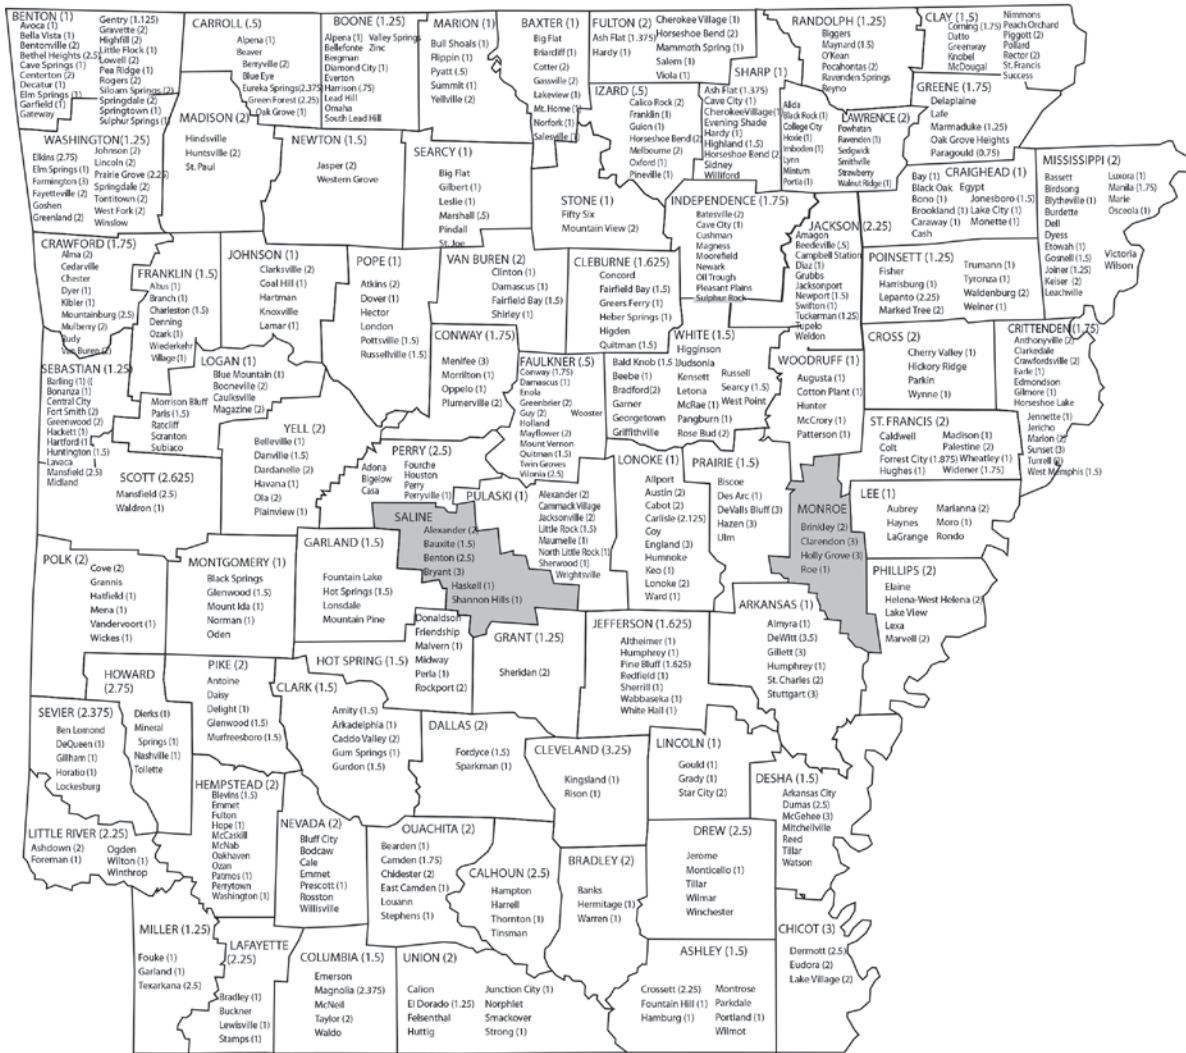 BENTON (1)
Avoca (1)
Bella Vista (1)
Bentonville (2)
Bethel Heights (2.5)
Cave Springs (1)
Centerton (2)
Decatur (1)
Elm Springs (1)
Garfield (1)
Gateway
Gentry (1.125)
Gravette (2)
Highfill (2)
Little Flock (1)
Lowell (2)
Pea Ridge (1)
Rogers (2)
Siloam Springs (2)
Springdale (2)
Springtown (1)
Sulphur Springs (1)
CARROLL (.5)
Alpena (1)
Beaver
Berryville (2)
Blue Eye
Eureka Springs(2.375)
Green Forest (2.25)
Oak Grove (1)
BOONE (1.25)
Alpena (1) Valley Springs
Bellefonte Zinc
Bergman
Diamond City (1)
Everton
Harrison (.75)
Lead Hill
Omaha
South Lead Hill
MARION (1)
Bull Shoals (1)
Flippin (1)
Pyatt (.5)
Summit (1)
Yellville (2)
BAXTER (1)
Big Flat
Briarcliff (1)
Cotter (2)
Gassville (2)
Lakeview (1)
Mt. Home (1)
Norfork (1)
Salesville (1)
FULTON (2)
Ash Flat (1.375)
Hardy (1)
Cherokee Village (1)
Horseshoe Bend (2)
Mammoth Spring (1)
Salem (1)
Viola (1)
RANDOLPH (1.25)
Biggers
Maynard (1.5)
O'Kean
Pocahontas (2)
Ravenden Springs
Reyno
CLAY (1.5)
Corning (1.75)
Datto
Greenway
Knobel
McDougal
Nimmons
Peach Orchard
Piggott (2)
Pollard
Rector (2)
St. Francis
Success
SHARP (1)
Ash Flat (1.375)
Cave City (1)
CherokeeVillage(1)
Evening Shade
Hardy (1)
Highland (1.5)
Horseshoe Bend (2)
Sidney
Williford
IZARD (.5)
Calico Rock (2)
Franklin (1)
Guion (1)
Horseshoe Bend (2)
Melbourne (2)
Oxford (1)
Pineville (1)
LAWRENCE (2)
Alida
Black Rock (1)
College City
Hoxie (1)
Imboden (1)
Lynn
Minturn
Portia (1)
Powhatan
Ravenden (1)
Sedgwick
Smithville
Strawberry
Walnut Ridge (1)
GREENE (1.75)
Delaplaine
Lafe
Marmaduke (1.25)
Oak Grove Heights
Paragould (0.75)
WASHINGTON(1.25)
Elkins (2.75)
Elm Springs (1)
Farmington (3)
Fayetteville (2)
Goshen
Greenland (2)
Johnson (2)
Lincoln (2)
Prairie Grove (2.25)
Springdale (2)
Tontitown (2)
West Fork (2)
Winslow
MADISON (2)
Hindsville
Huntsville (2)
St. Paul
NEWTON (1.5)
Jasper (2)
Western Grove
SEARCY (1)
Big Flat
Gilbert (1)
Leslie (1)
Marshall (.5)
Pindall
St. Joe
STONE (1)
Fifty Six
Mountain View (2)
INDEPENDENCE (1.75)
Batesville (2)
Cave City (1)
Cushman
Magness
Moorefield
Newark
Oil Trough
Pleasant Plains
Sulphur Rock
JACKSON (2.25)
Amagon
Beedeville (.5)
Campbell Station
Diaz (1)
Grubbs
Jacksonport
Newport (1.5)
Swifton (1)
Tuckerman (1.25)
Tupelo
Weldon
CRAIGHEAD (1)
Bay (1)
Black Oak
Bono (1)
Brookland (1)
Caraway (1)
Cash
Egypt
Jonesboro (1.5)
Lake City (1)
Monette (1)
MISSISSIPPI (2)
Bassett
Birdsong
Blytheville (1)
Burdette
Dell
Dyess
Etowah (1)
Gosnell (1.5)
Joiner (1.25)
Keiser (2)
Leachville
Luxora (1)
Manila (1.75)
Marie
Osceola (1)
Victoria
Wilson
CRAWFORD (1.75)
Alma (2)
Cedarville
Chester
Dyer (1)
Kibler (1)
Mountainburg (2.5)
Mulberry (2)
Rudy
Van Buren (2)
FRANKLIN (1.5)
Altus (1)
Branch (1)
Charleston (1.5)
Denning
Ozark (1)
Wiederkehr
Village (1)
JOHNSON (1)
Clarksville (2)
Coal Hill (1)
Hartman
Knoxville
Lamar (1)
POPE (1)
Atkins (2)
Dover (1)
Hector
London
Pottsville (1.5)
Russellville (1.5)
VAN BUREN (2)
Clinton (1)
Damascus (1)
Fairfield Bay (1.5)
Shirley (1)
CLEBURNE (1.625)
Concord
Fairfield Bay (1.5)
Greers Ferry (1)
Heber Springs (1)
Higden
Quitman (1.5)
POINSETT (1.25)
Fisher
Harrisburg (1)
Lepanto (2.25)
Marked Tree (2)
Trumann (1)
Tyronza (1)
Waldenburg (2)
Weiner (1)
CONWAY (1.75)
Menifee (3)
Morrilton (1)
Oppelo (1)
Plumerville (2)
FAULKNER (.5)
Conway (1.75)
Damascus (1)
Enola
Greenbrier (2)
Guy (2) Wooster
Holland
Mayflower (2)
Mount Vernon
Quitman (1.5)
Twin Groves
Vilonia (2.5)
WHITE (1.5)
Bald Knob (1.5)
Beebe (1)
Bradford(2)
Garner
Georgetown
Griffithville
Higginson
Judsonia
Kensett
Letona
McRae (1)
Pangburn (1)
Rose Bud (2)
Russell
Searcy (1.5)
West Point
WOODRUFF (1)
Augusta (1)
Cotton Plant (1)
Hunter
McCrory (1)
Patterson (1)
CROSS (2)
Cherry Valley (1)
Hickory Ridge
Parkin
Wynne (1)
CRITTENDEN (1.75)
Anthonyville (2)
Clarkedale
Crawfordsville (2)
Earle (1)
Edmondson
Gilmore (1)
Horseshoe Lake
Jennette (1)
Jericho
Marion (2)
Sunset (3)
Turrell
West Memphis (1.5)
SEBASTIAN (1.25)
Barling (1)
Bonanza (1)
Central City
Fort Smith (2)
Greenwood (2)
Hackett (1)
Hartford (1)
Huntington (1.5)
Lavaca
Mansfield (2.5)
Midland
LOGAN (1)
Blue Mountain (1)
Booneville (2)
Caulksville
Magazine (2)
Morrison Bluff
Paris (1.5)
Ratcliff
Scranton
Subiaco
YELL (2)
Belleville (1)
Danville (1.5)
Dardanelle (2)
Havana (1)
Ola (2)
Plainview (1)
PERRY (2.5)
Adona
Bigelow
Casa
Fourche
Houston
Perry
Perryville (1)
ST. FRANCIS (2)
Caldwell
Colt
Forrest City (1.875)
Hughes (1)
Madison (1)
Palestine (2)
Wheatley (1)
Widener (1.75)
SCOTT (2.625)
Mansfield (2.5)
Waldron (1)
PULASKI (1)
Alexander (2)
Cammack Village
Jacksonville (2)
Little Rock (1.5)
Maumelle (1)
North Little Rock (1)
Sherwood (1)
Wrightsville
LONOKE (1)
Allport
Austin (2)
Cabot (2)
Carlisle (2.125)
Coy
England (3)
Humnoke
Keo (1)
Lonoke (2)
Ward (1)
PRAIRIE (1.5)
Biscoe
Des Arc (1)
DeValls Bluff (3)
Hazen (3)
Ulm
MONROE
Brinkley (2)
Clarendon (3)
Holly Grove (3)
Roe (1)
LEE (1)
Aubrey
Haynes
LaGrange
Marianna (2)
Moro (1)
Rondo
SALINE
Alexander (2)
Bauxite (1.5)
Benton (2.5)
Bryant (3)
Haskell (1)
Shannon Hills (1)
POLK (2)
Cove (2)
Grannis
Hatfield (1)
Mena (1)
Vandervoort (1)
Wickes (1)
MONTGOMERY (1)
Black Springs
Glenwood (1.5)
Mount Ida (1)
Norman (1)
Oden
GARLAND (1.5)
Fountain Lake
Hot Springs (1.5)
Lonsdale
Mountain Pine
PHILLIPS (2)
Elaine
Helena-West Helena (2)
Lake View
Lexa
Marvell (2)
HOT SPRING (1.5)
Donaldson
Friendship
Malvern (1)
Midway
Perla (1)
Rockport (2)
GRANT (1.25)
Sheridan (2)
JEFFERSON (1.625)
Altheimer (1)
Humphrey (1)
Pine Bluff (1.625)
Redfield (1)
Sherrill (1)
Wabbaseka (1)
White Hall (1)
ARKANSAS (1)
Almyra (1)
DeWitt (3.5)
Gillett (3)
Humphrey (1)
St. Charles (2)
Stuttgart (3)
HOWARD
(2.75)
Dierks (1)
Mineral
Springs (1)
Nashville (1)
Tollette
PIKE (2)
Antoine
Daisy
Delight (1)
Glenwood (1.5)
Murfreesboro (1.5)
CLARK (1.5)
Amity (1.5)
Arkadelphia (1)
Caddo Valley (2)
Gum Springs (1)
Gurdon (1.5)
DALLAS (2)
Fordyce (1.5)
Sparkman (1)
CLEVELAND (3.25)
Kingsland (1)
Rison (1)
LINCOLN (1)
Gould (1)
Grady (1)
Star City (2)
DESHA (1.5)
Arkansas City
Dumas (2.5)
McGehee (3)
Mitchellville
Reed
Tillar
Watson
SEVIER (2.375)
Ben Lomond
DeQueen (1)
Gillham (1)
Horatio (1)
Lockesburg
HEMPSTEAD (2)
Blevins (1.5)
Emmet
Fulton
Hope (1)
McCaskill
McNab
Oakhaven
Ozan
Patmos (1)
Perrytown
Washington (1)
LITTLE RIVER (2.25)
Ashdown (2)
Foreman (1)
Ogden
Wilton (1)
Winthrop
NEVADA (2)
Bluff City
Bodcaw
Cale
Emmet
Prescott (1)
Rosston
Willisville
OUACHITA (2)
Bearden (1)
Camden (1.75)
Chidester (2)
East Camden (1)
Louann
Stephens (1)
CALHOUN (2.5)
Hampton
Harrell
Thornton (1)
Tinsman
BRADLEY (2)
Banks
Hermitage (1)
Warren (1)
DREW (2.5)
Jerome
Monticello (1)
Tillar
Wilmar
Winchester
MILLER (1.25)
Fouke (1)
Garland (1)
Texarkana (2.5)
LAFAYETTE
(2.25)
Bradley (1)
Buckner
Lewisville (1)
Stamps (1)
COLUMBIA (1.5)
Emerson
Magnolia (2.375)
McNeil
Taylor (2)
Waldo
UNION (2)
Calion
El Dorado (1.25)
Felsenthal
Huttig
Junction City (1)
Norphlet
Smackover
Strong (1)
ASHLEY (1.5)
Crossett (2.25)
Fountain Hill (1)
Hamburg (1)
Montrose
Parkdale
Portland (1)
Wilmot
CHICOT (3)
Dermott (2.5)
Eudora (2)
Lake Village (2)